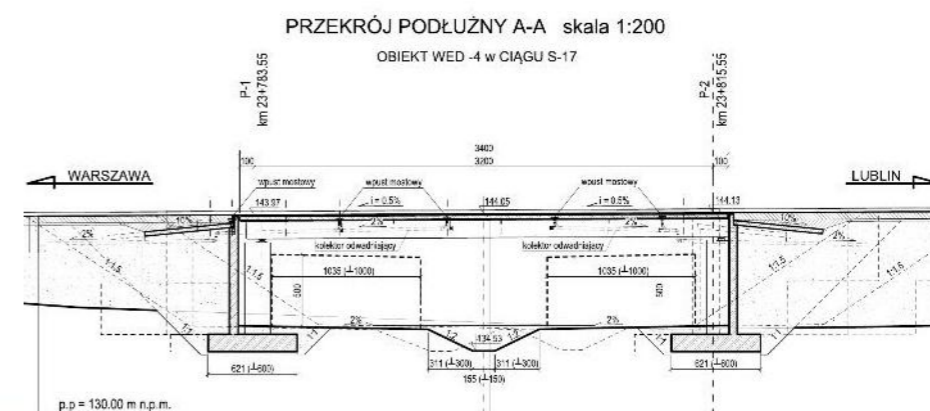 PRZEKRÓJ PODŁUŻNY A-A   skala 1:200
OBIEKT WED -4 w CIĄGU S-17
P-1
km 23+783.55
P-2
km 23+815.55
3400
100 3200 100
WARSZAWA LUBLIN
wpust mostowy wpust mostowy wpust mostowy
143.97 i = 0.5% 144.05 i = 0.5% 144.13
10% 2% 2% 10%
2% 2%
kolektor odwadniający kolektor odwadniający
1:1.5 1:1.5 1:1.5 1:1.5
1035 (⊥1000) 1035 (⊥1000)
500 500
2% 2%
1:1 1:1 1:2 134.53 1:2 1:1 1:1
621 (⊥600) 311 (⊥300) 311 (⊥300) 621 (⊥600)
155 (⊥150)
p.p = 130.00 m n.p.m.